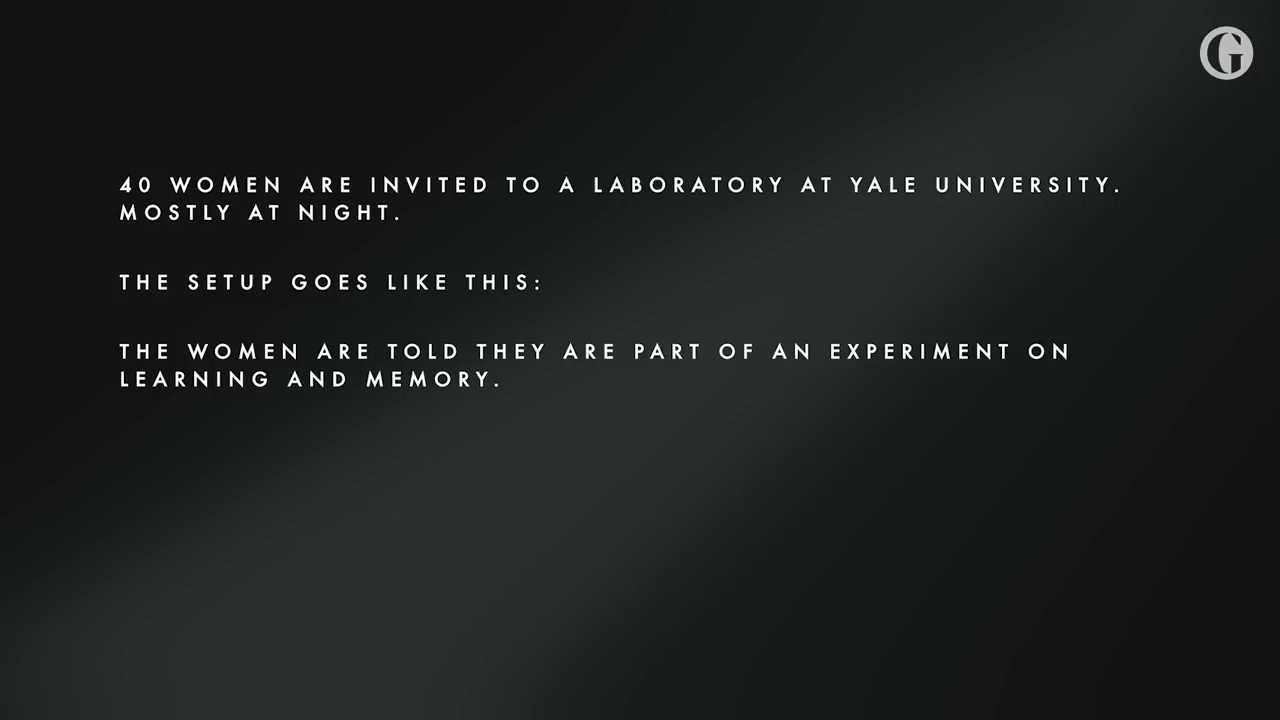 40 WOMEN ARE INVITED TO A LABORATORY AT YALE UNIVERSITY.
MOSTLY AT NIGHT.
THE SETUP GOES LIKE THIS:
THE WOMEN ARE TOLD THEY ARE PART OF AN EXPERIMENT ON
LEARNING AND MEMORY.